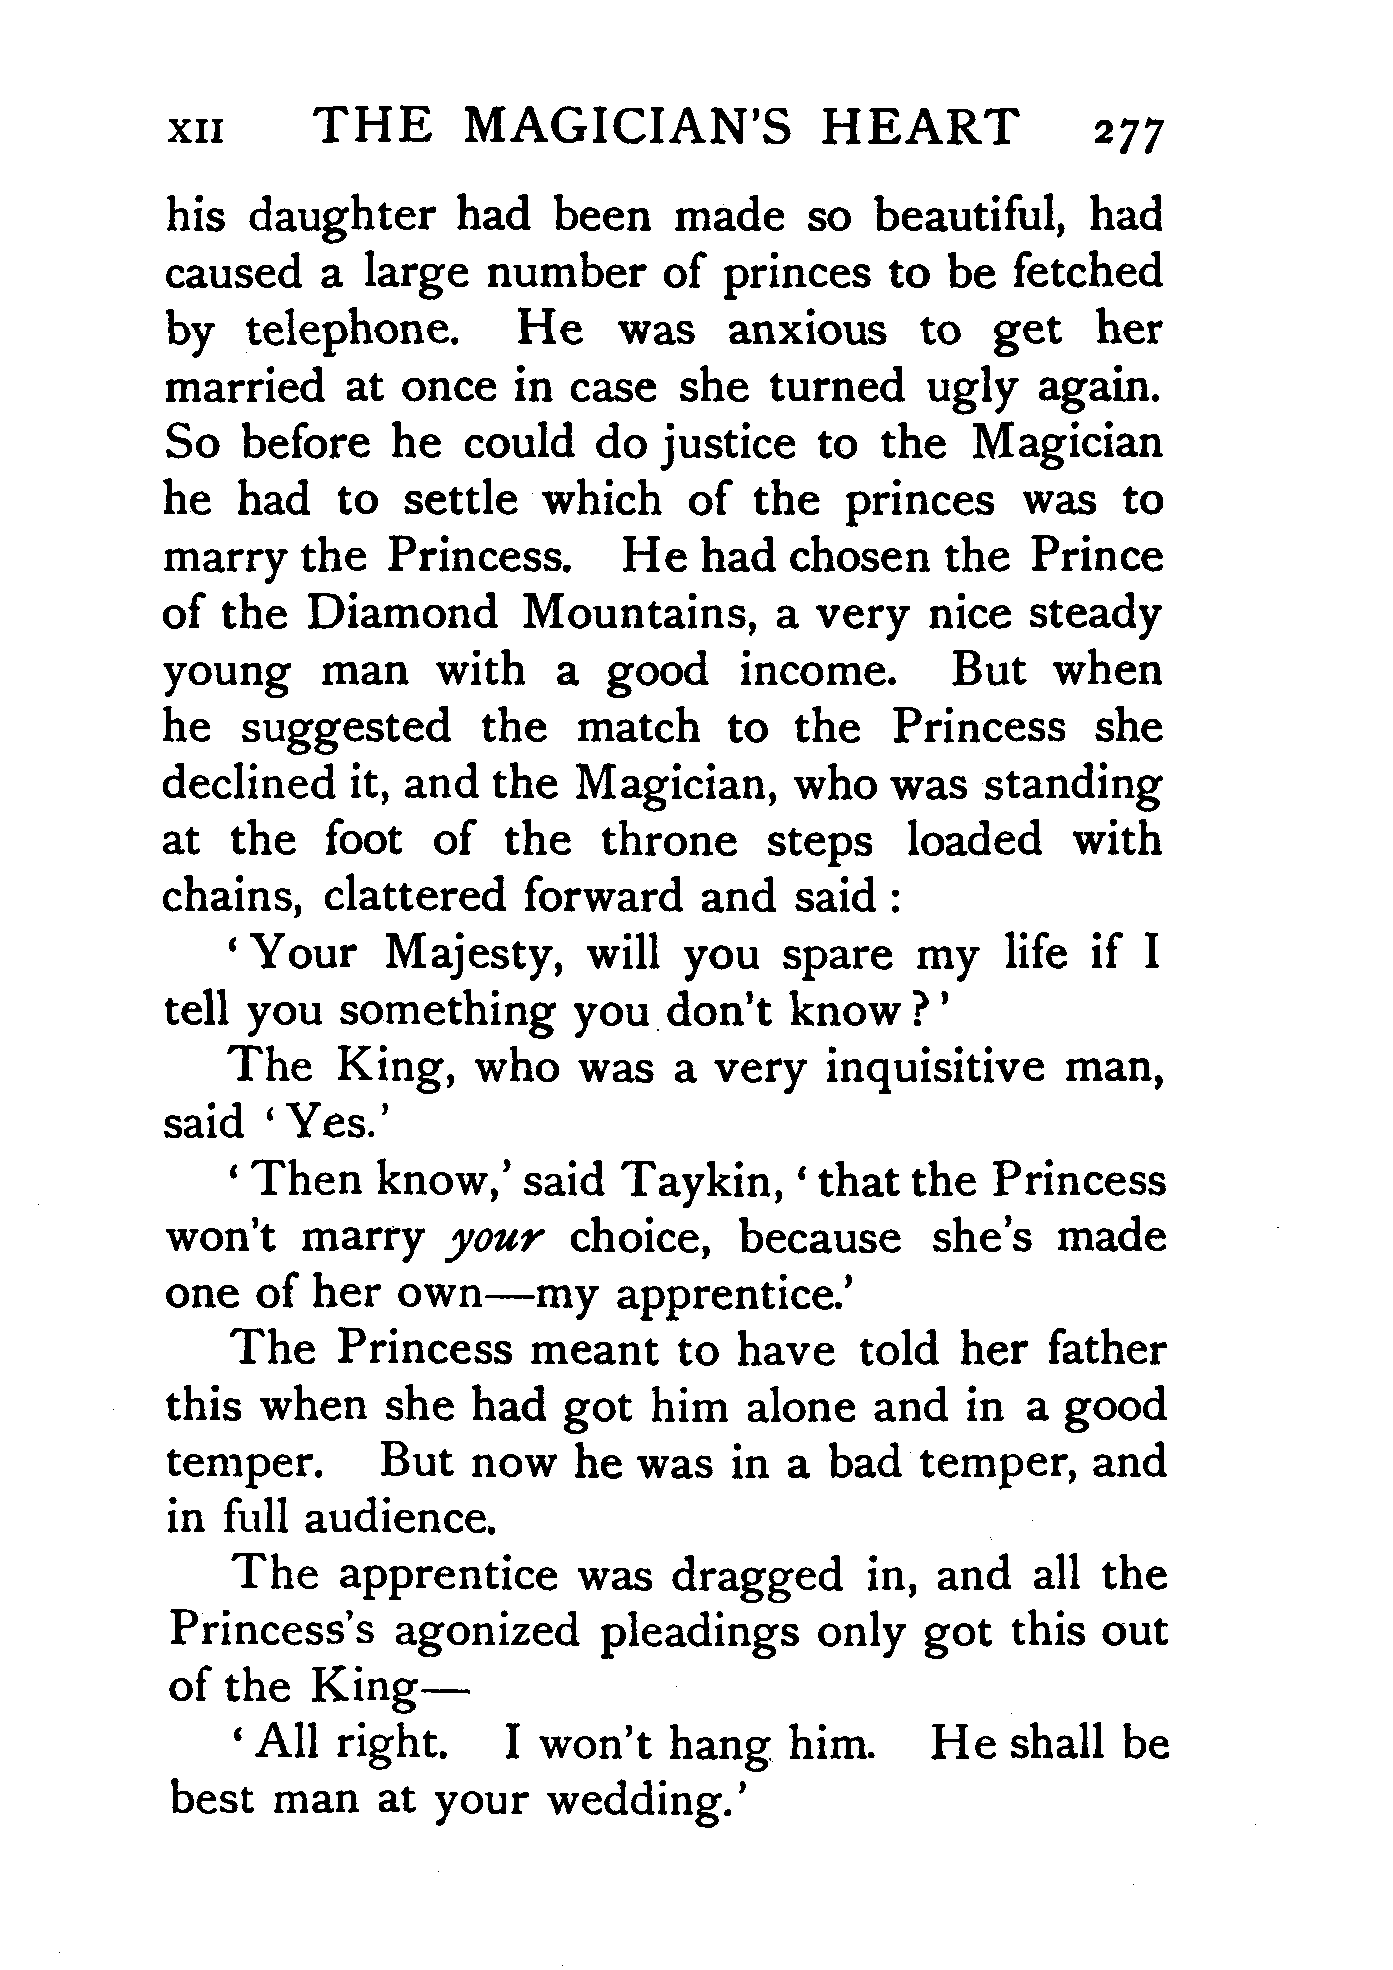 XII THE MAGICIAN'S HEART 277
his daughter had been made so beautiful, had
caused a large number of princes to be fetched
by telephone. He was anxious to get her
married at once in case she turned ugly again.
So before he could do justice to the Magician
he had to settle which of the princes was to
marry the Princess. He had chosen the Prince
of the Diamond Mountains, a very nice steady
young man with a good income. But when
he suggested the match to the Princess she
declined it, and the Magician, who was standing
at the foot of the throne steps loaded with
chains, clattered forward and said :
‘ Your Majesty, will you spare my life if I
tell you something you don't know ? ’
The King, who was a very inquisitive man,
said ‘ Yes.’
‘ Then know,’ said Taykin, ‘ that the Princess
won't marry your choice, because she's made
one of her own—my apprentice.’
The Princess meant to have told her father
this when she had got him alone and in a good
temper. But now he was in a bad temper, and
in full audience.
The apprentice was dragged in, and all the
Princess's agonized pleadings only got this out
of the King—
‘ All right. I won't hang him. He shall be
best man at your wedding.’